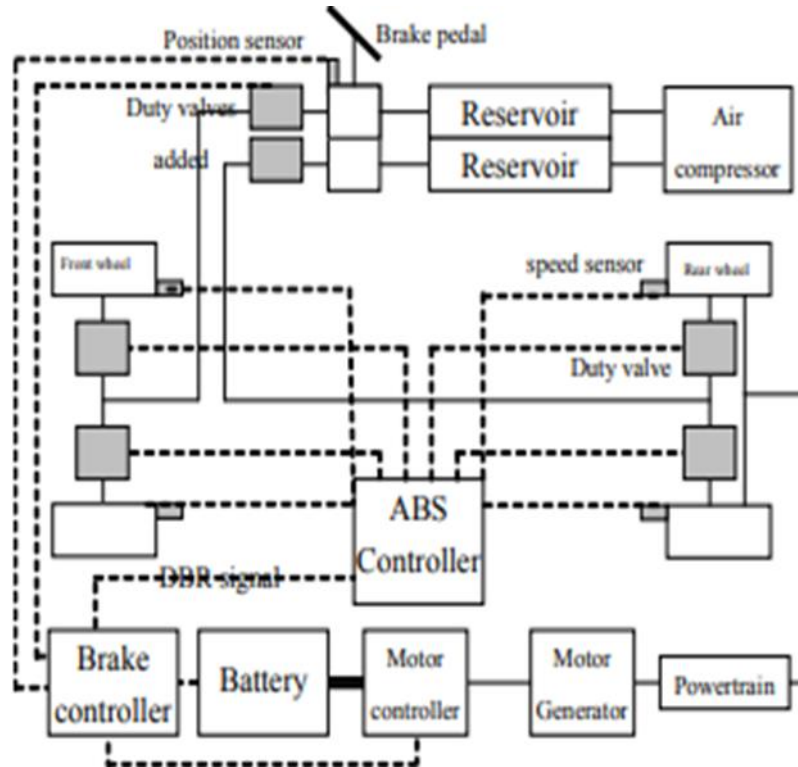 Position sensor
Brake pedal
Duty valves
added
Reservoir
Reservoir
Air
compressor
Front wheel
speed sensor
Rear wheel
Duty valve
ABS
Controller
DBR signal
Brake
controller
Battery
Motor
controller
Motor
Generator
Powertrain